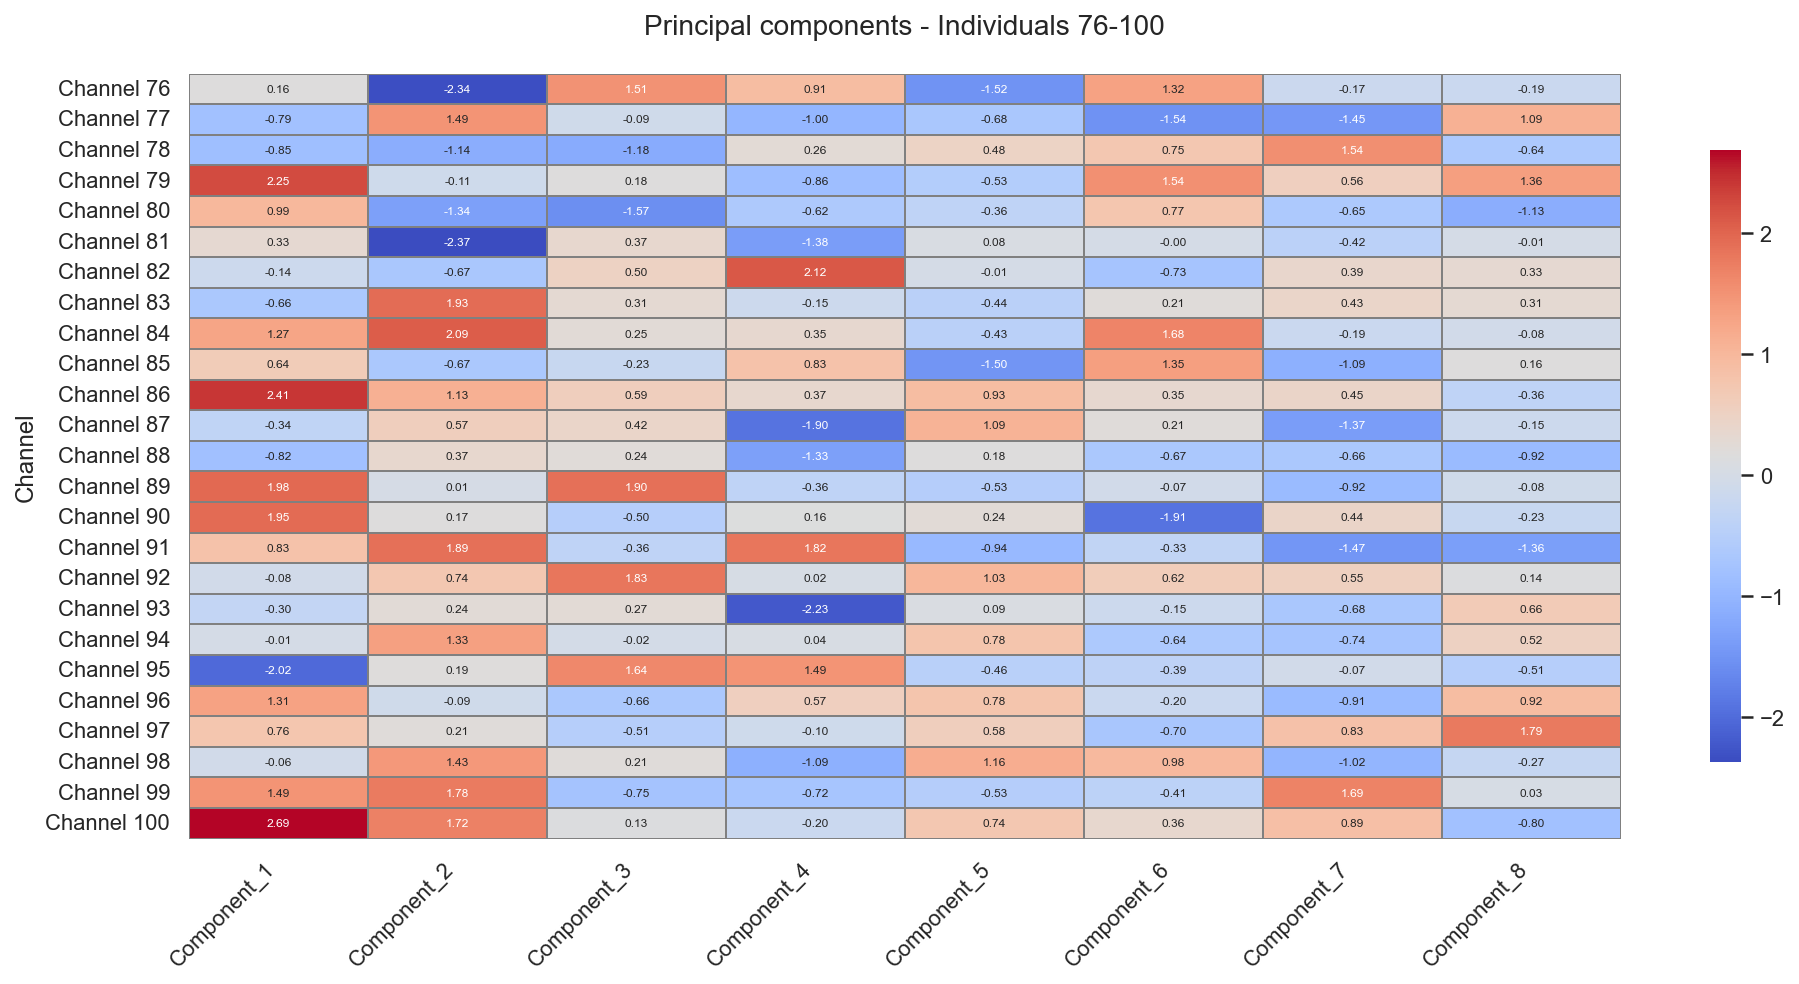 Principal components - Individuals 76-100
Channel
Channel 76 0.16 -2.34 1.51 0.91 -1.52 1.32 -0.17 -0.19
Channel 77 -0.79 1.49 -0.09 -1.00 -0.68 -1.54 -1.45 1.09
Channel 78 -0.85 -1.14 -1.18 0.26 0.48 0.75 1.54 -0.64
Channel 79 2.25 -0.11 0.18 -0.86 -0.53 1.54 0.56 1.36
Channel 80 0.99 -1.34 -1.57 -0.62 -0.36 0.77 -0.65 -1.13
Channel 81 0.33 -2.37 0.37 -1.38 0.08 -0.00 -0.42 -0.01
Channel 82 -0.14 -0.67 0.50 2.12 -0.01 -0.73 0.39 0.33
Channel 83 -0.66 1.93 0.31 -0.15 -0.44 0.21 0.43 0.31
Channel 84 1.27 2.09 0.25 0.35 -0.43 1.68 -0.19 -0.08
Channel 85 0.64 -0.67 -0.23 0.83 -1.50 1.35 -1.09 0.16
Channel 86 2.41 1.13 0.59 0.37 0.93 0.35 0.45 -0.36
Channel 87 -0.34 0.57 0.42 -1.90 1.09 0.21 -1.37 -0.15
Channel 88 -0.82 0.37 0.24 -1.33 0.18 -0.67 -0.66 -0.92
Channel 89 1.98 0.01 1.90 -0.36 -0.53 -0.07 -0.92 -0.08
Channel 90 1.95 0.17 -0.50 0.16 0.24 -1.91 0.44 -0.23
Channel 91 0.83 1.89 -0.36 1.82 -0.94 -0.33 -1.47 -1.36
Channel 92 -0.08 0.74 1.83 0.02 1.03 0.62 0.55 0.14
Channel 93 -0.30 0.24 0.27 -2.23 0.09 -0.15 -0.68 0.66
Channel 94 -0.01 1.33 -0.02 0.04 0.78 -0.64 -0.74 0.52
Channel 95 -2.02 0.19 1.64 1.49 -0.46 -0.39 -0.07 -0.51
Channel 96 1.31 -0.09 -0.66 0.57 0.78 -0.20 -0.91 0.92
Channel 97 0.76 0.21 -0.51 -0.10 0.58 -0.70 0.83 1.79
Channel 98 -0.06 1.43 0.21 -1.09 1.16 0.98 -1.02 -0.27
Channel 99 1.49 1.78 -0.75 -0.72 -0.53 -0.41 1.69 0.03
Channel 100 2.69 1.72 0.13 -0.20 0.74 0.36 0.89 -0.80
Component_1 Component_2 Component_3 Component_4 Component_5 Component_6 Component_7 Component_8
2
1
0
−1
−2